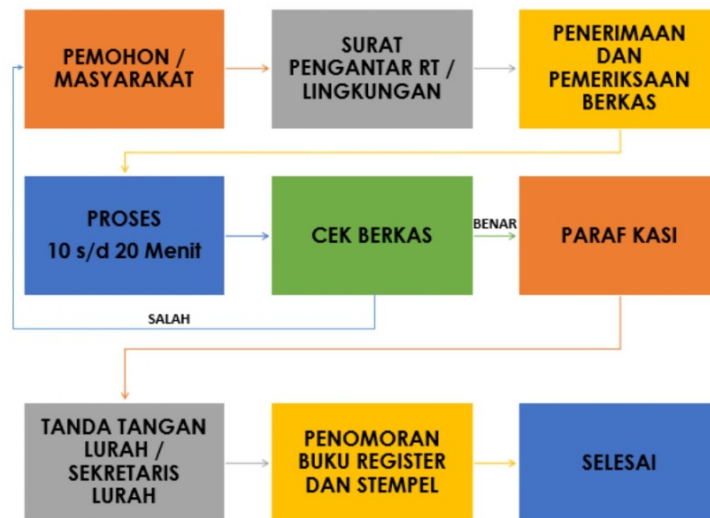 PEMOHON /
MASYARAKAT
SURAT
PENGANTAR RT /
LINGKUNGAN
PENERIMAAN
DAN
PEMERIKSAAN
BERKAS
PROSES
10 s/d 20 Menit
CEK BERKAS
BENAR
PARAF KASI
SALAH
TANDA TANGAN
LURAH /
SEKRETARIS
LURAH
PENOMORAN
BUKU REGISTER
DAN STEMPEL
SELESAI